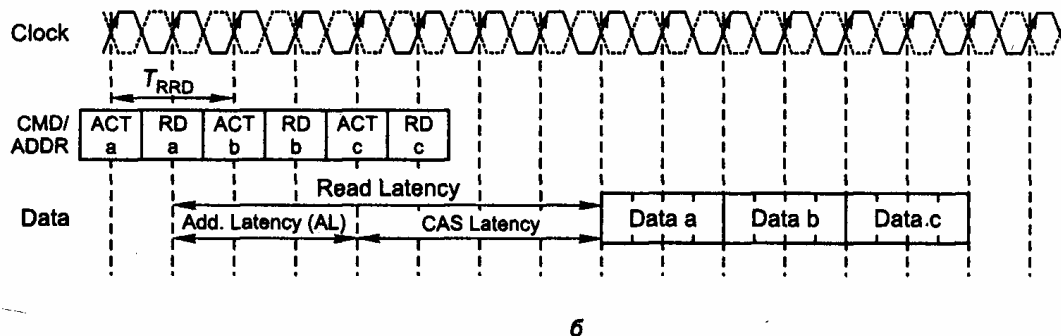 Clock
T_RRD
CMD/
ADDR
ACT a
RD a
ACT b
RD b
ACT c
RD c
Read Latency
Data
Add. Latency (AL)
CAS Latency
Data a
Data b
Data.c
б